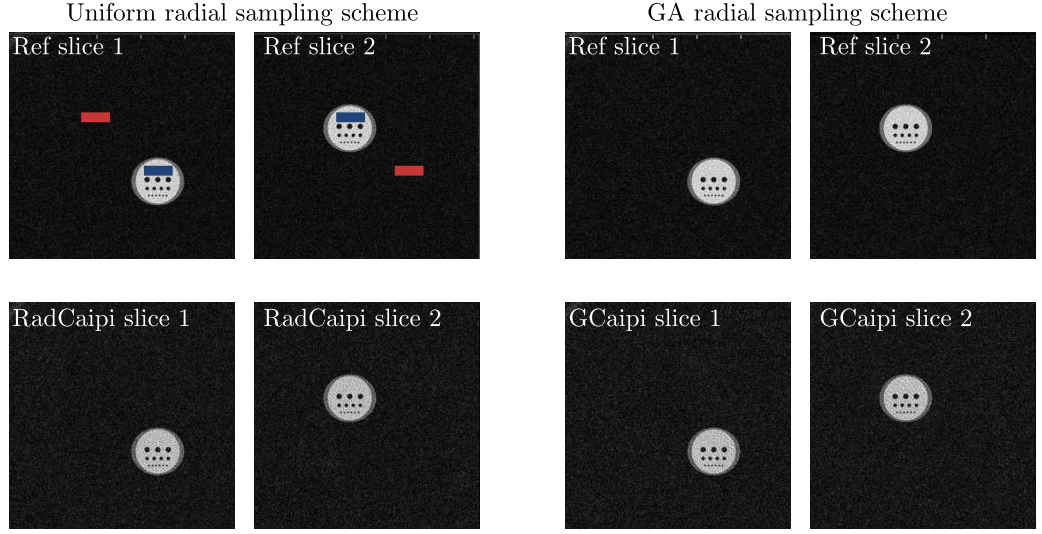 Uniform radial sampling scheme
GA radial sampling scheme
Ref slice 1
Ref slice 2
Ref slice 1
Ref slice 2
RadCaipi slice 1
RadCaipi slice 2
GCaipi slice 1
GCaipi slice 2